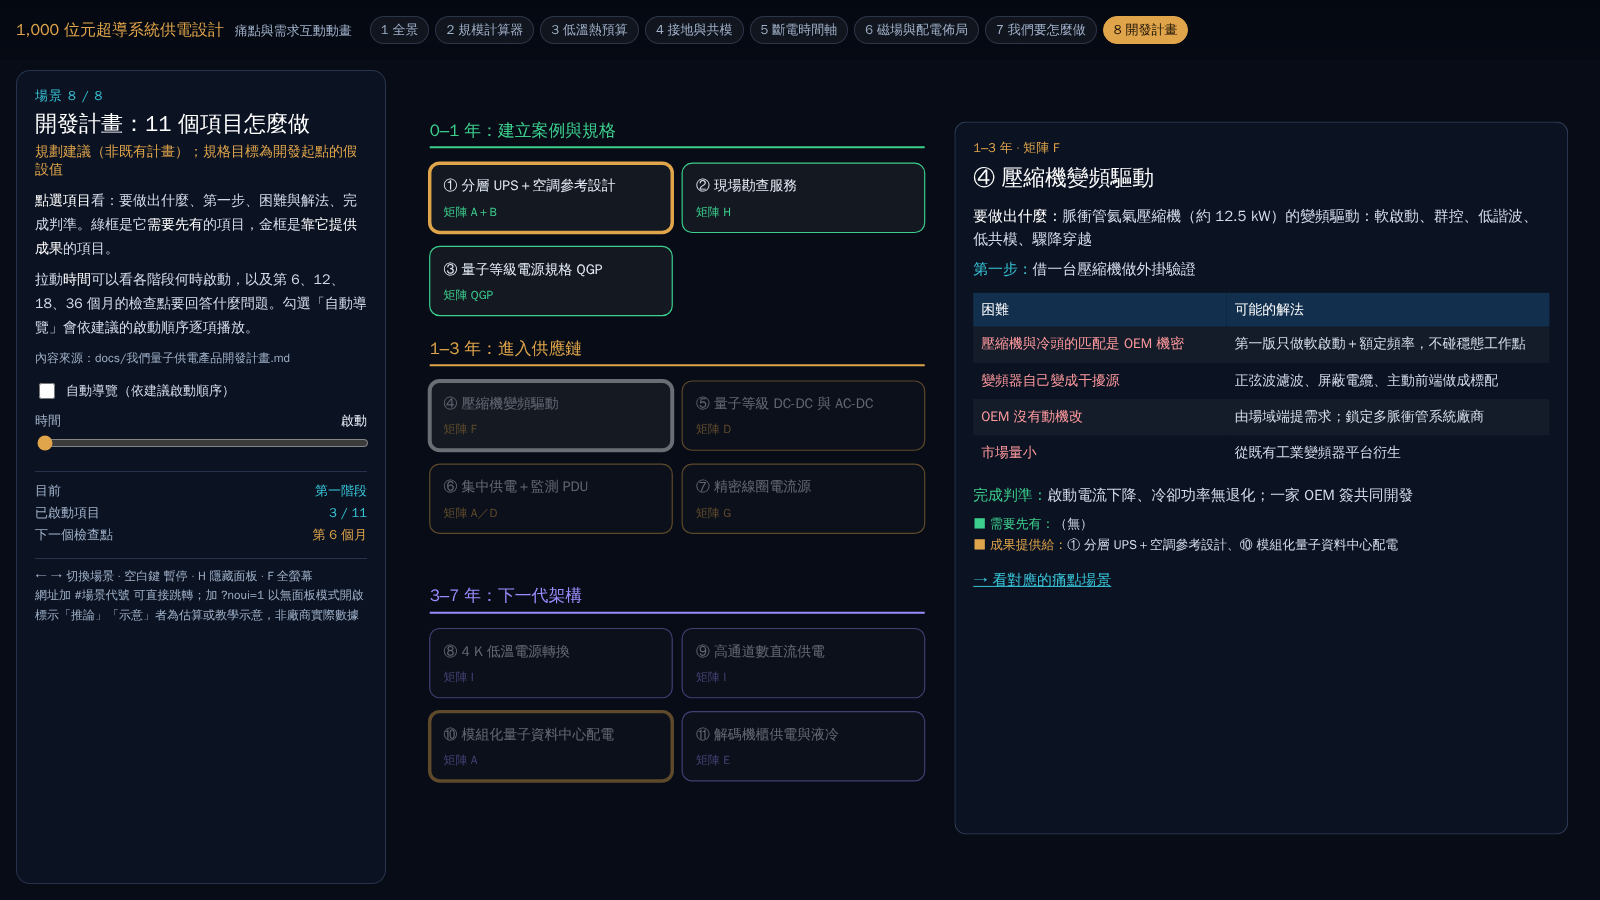 1,000 位元超導系統供電設計 痛點與需求互動動畫 1 全景 2 規模計算器 3 低溫熱預算 4 接地與共模 5 斷電時間軸 6 磁場與配電佈局 7 我們要怎麼做 8 開發計畫
場景 8 / 8
開發計畫：11 個項目怎麼做
規劃建議（非既有計畫）；規格目標為開發起點的假
設值
點選項目看：要做出什麼、第一步、困難與解法、完
成判準。綠框是它需要先有的項目，金框是靠它提供
成果的項目。
拉動時間可以看各階段何時啟動，以及第 6、12、
18、36 個月的檢查點要回答什麼問題。勾選「自動導
覽」會依建議的啟動順序逐項播放。
內容來源：docs/我們量子供電產品開發計畫.md
自動導覽（依建議啟動順序）
時間 啟動
目前 第一階段
已啟動項目 3 / 11
下一個檢查點 第 6 個月
← → 切換場景 · 空白鍵 暫停 · H 隱藏面板 · F 全螢幕
網址加 #場景代號 可直接跳轉；加 ?noui=1 以無面板模式開啟
標示「推論」「示意」者為估算或教學示意，非廠商實際數據
0–1 年：建立案例與規格
① 分層 UPS＋空調參考設計
矩陣 A＋B
② 現場勘查服務
矩陣 H
③ 量子等級電源規格 QGP
矩陣 QGP
1–3 年：進入供應鏈
④ 壓縮機變頻驅動
矩陣 F
⑤ 量子等級 DC-DC 與 AC-DC
矩陣 D
⑥ 集中供電＋監測 PDU
矩陣 A／D
⑦ 精密線圈電流源
矩陣 G
3–7 年：下一代架構
⑧ 4 K 低溫電源轉換
矩陣 I
⑨ 高通道數直流供電
矩陣 I
⑩ 模組化量子資料中心配電
矩陣 A
⑪ 解碼機櫃供電與液冷
矩陣 E
1–3 年 · 矩陣 F
④ 壓縮機變頻驅動
要做出什麼：脈衝管氦氣壓縮機（約 12.5 kW）的變頻驅動：軟啟動、群控、低諧波、
低共模、驟降穿越
第一步：借一台壓縮機做外掛驗證
困難 可能的解法
壓縮機與冷頭的匹配是 OEM 機密 第一版只做軟啟動＋額定頻率，不碰穩態工作點
變頻器自己變成干擾源 正弦波濾波、屏蔽電纜、主動前端做成標配
OEM 沒有動機改 由場域端提需求；鎖定多脈衝管系統廠商
市場量小 從既有工業變頻器平台衍生
完成判準：啟動電流下降、冷卻功率無退化；一家 OEM 簽共同開發
需要先有：（無）
成果提供給：① 分層 UPS＋空調參考設計、⑩ 模組化量子資料中心配電
→ 看對應的痛點場景